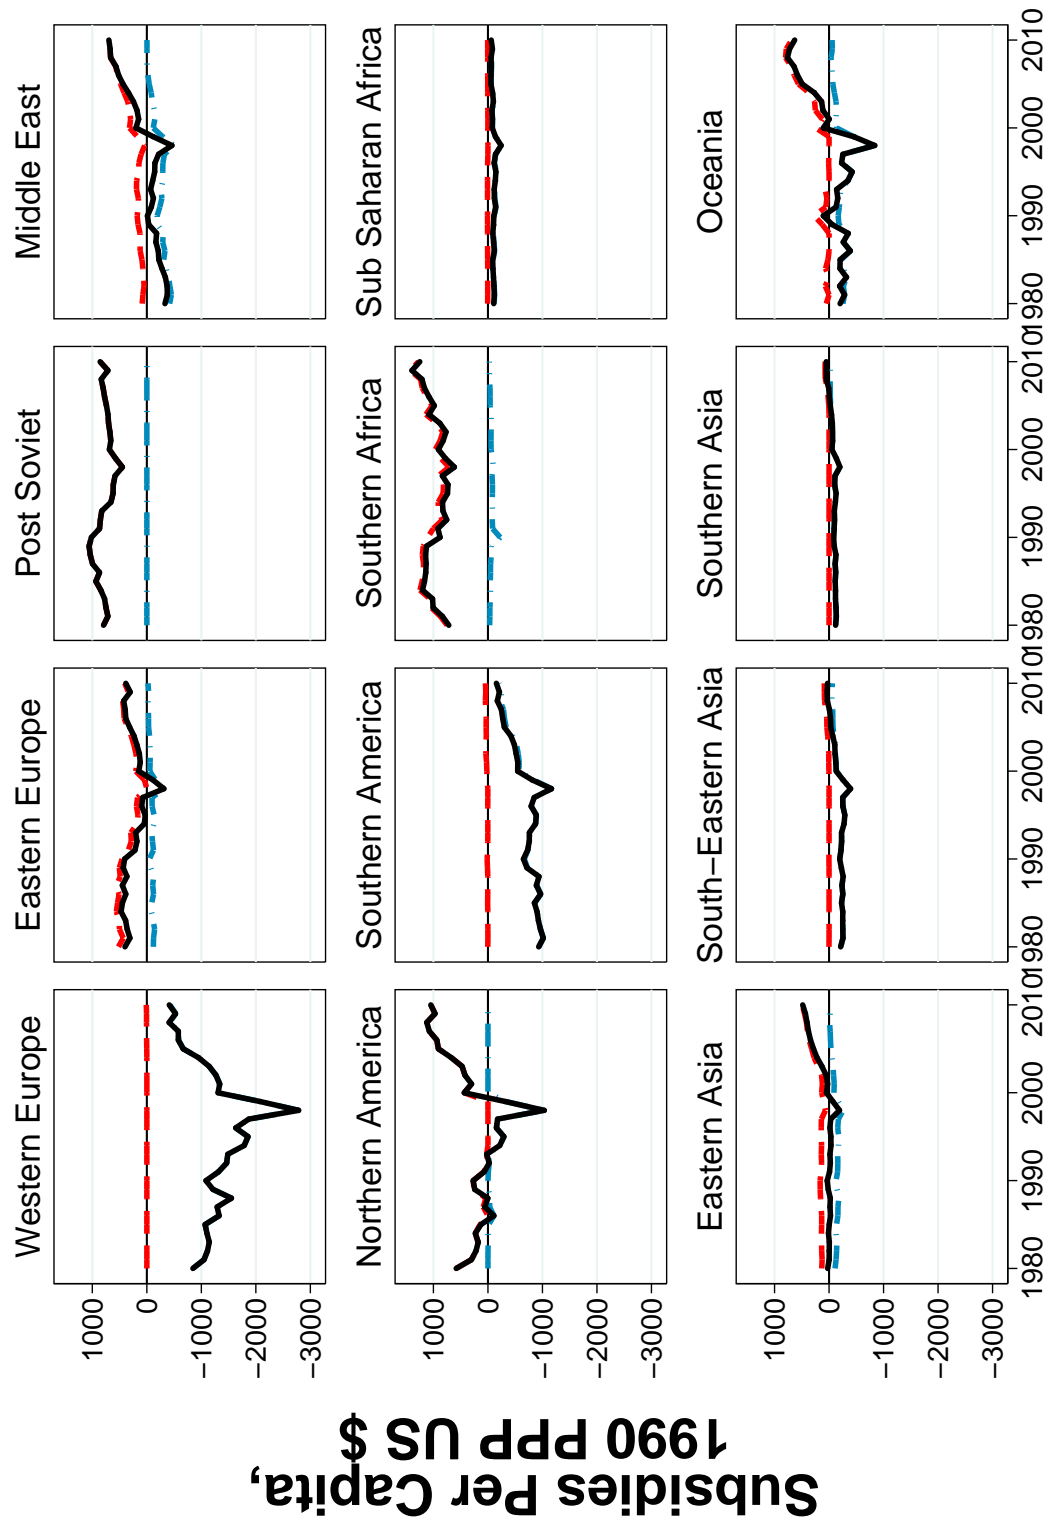 Subsidies Per Capita,
1990 PPP US $
Western Europe
Eastern Europe
Post Soviet
Middle East
1000
0
−1000
−2000
−3000
Northern America
Southern America
Southern Africa
Sub Saharan Africa
1000
0
−1000
−2000
−3000
Eastern Asia
South−Eastern Asia
Southern Asia
Oceania
1000
0
−1000
−2000
−3000
1980 1990 2000 2010
1980 1990 2000 2010
1980 1990 2000 2010
1980 1990 2000 2010